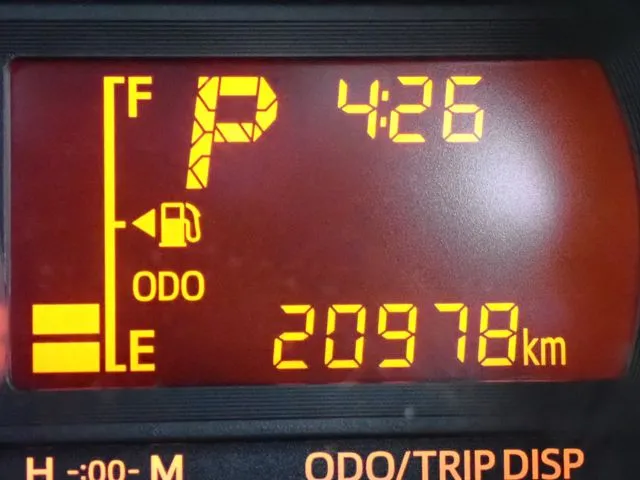 F P 4:26
ODO
E 20978km
H -:00- M ODO/TRIP DISP